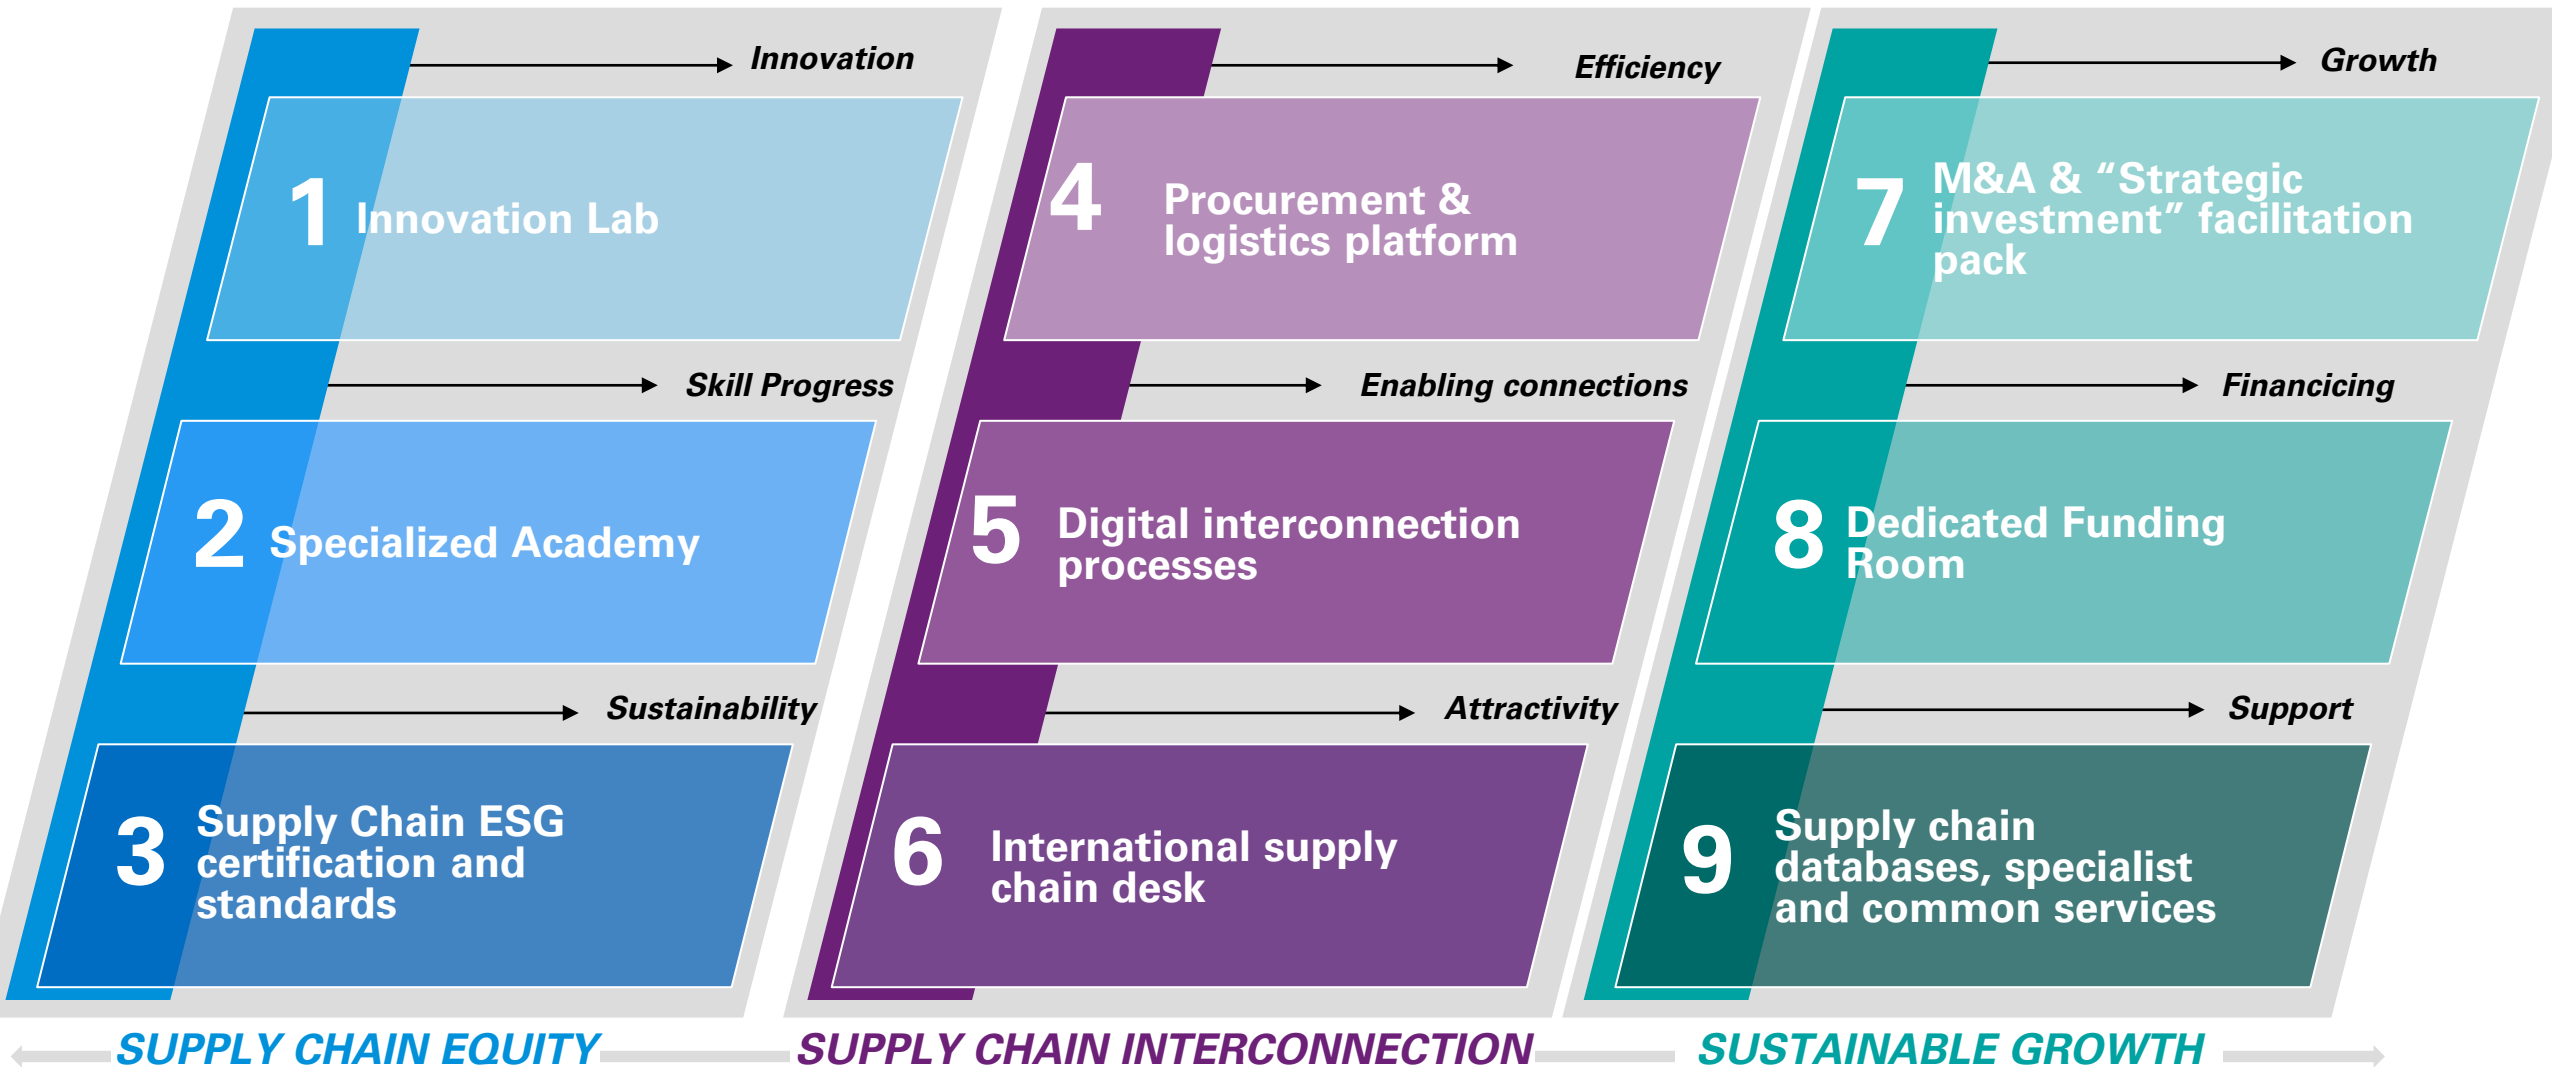 Innovation
1
Innovation Lab
Skill Progress
2
Specialized Academy
Sustainability
3
Supply Chain ESG
certification and
standards
SUPPLY CHAIN EQUITY
Efficiency
4
Procurement &
logistics platform
Enabling connections
5
Digital interconnection
processes
Attractivity
6
International supply
chain desk
SUPPLY CHAIN INTERCONNECTION
Growth
7
M&A & “Strategic
investment” facilitation
pack
Financicing
8
Dedicated Funding
Room
Support
9
Supply chain
databases, specialist
and common services
SUSTAINABLE GROWTH